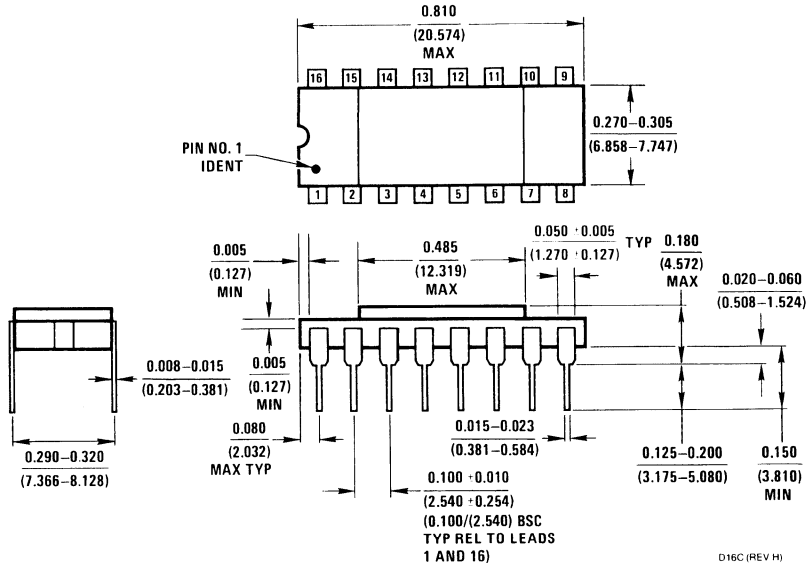 0.810
(20.574)
MAX
16 15 14 13 12 11 10 9
0.270–0.305
(6.858–7.747)
PIN NO. 1
IDENT
1 2 3 4 5 6 7 8
0.005
(0.127)
MIN
0.485
(12.319)
MAX
0.050 ±0.005
(1.270 ±0.127)
TYP
0.180
(4.572)
MAX
0.020–0.060
(0.508–1.524)
0.008–0.015
(0.203–0.381)
0.005
(0.127)
MIN
0.080
(2.032)
MAX TYP
0.015–0.023
(0.381–0.584)
0.125–0.200
(3.175–5.080)
0.150
(3.810)
MIN
0.290–0.320
(7.366–8.128)
0.100 ±0.010
(2.540 ±0.254)
(0.100/(2.540) BSC
TYP REL TO LEADS
1 AND 16)
D16C (REV H)